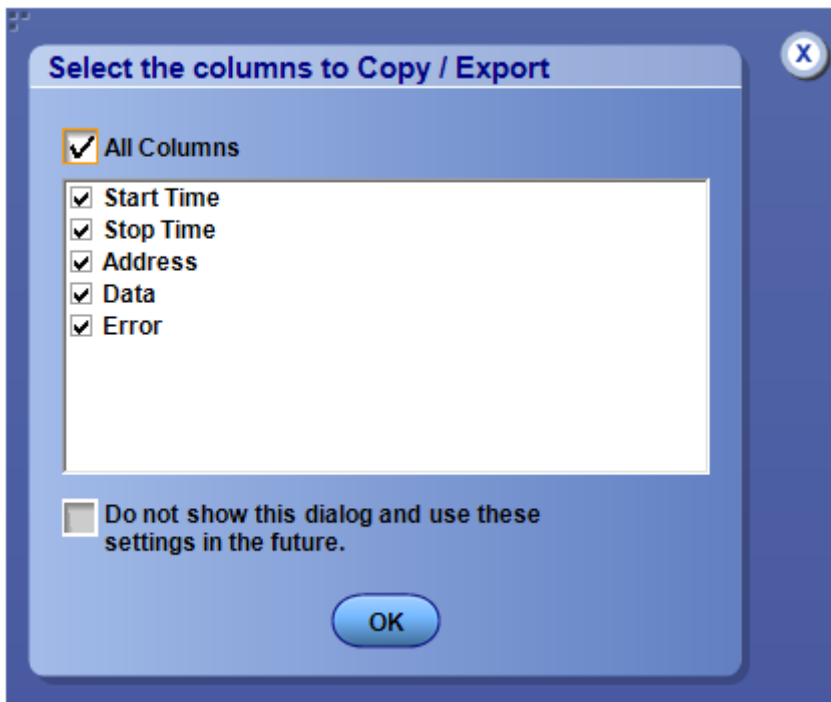 Select the columns to Copy / Export
X
All Columns
Start Time
Stop Time
Address
Data
Error
Do not show this dialog and use these
settings in the future.
OK